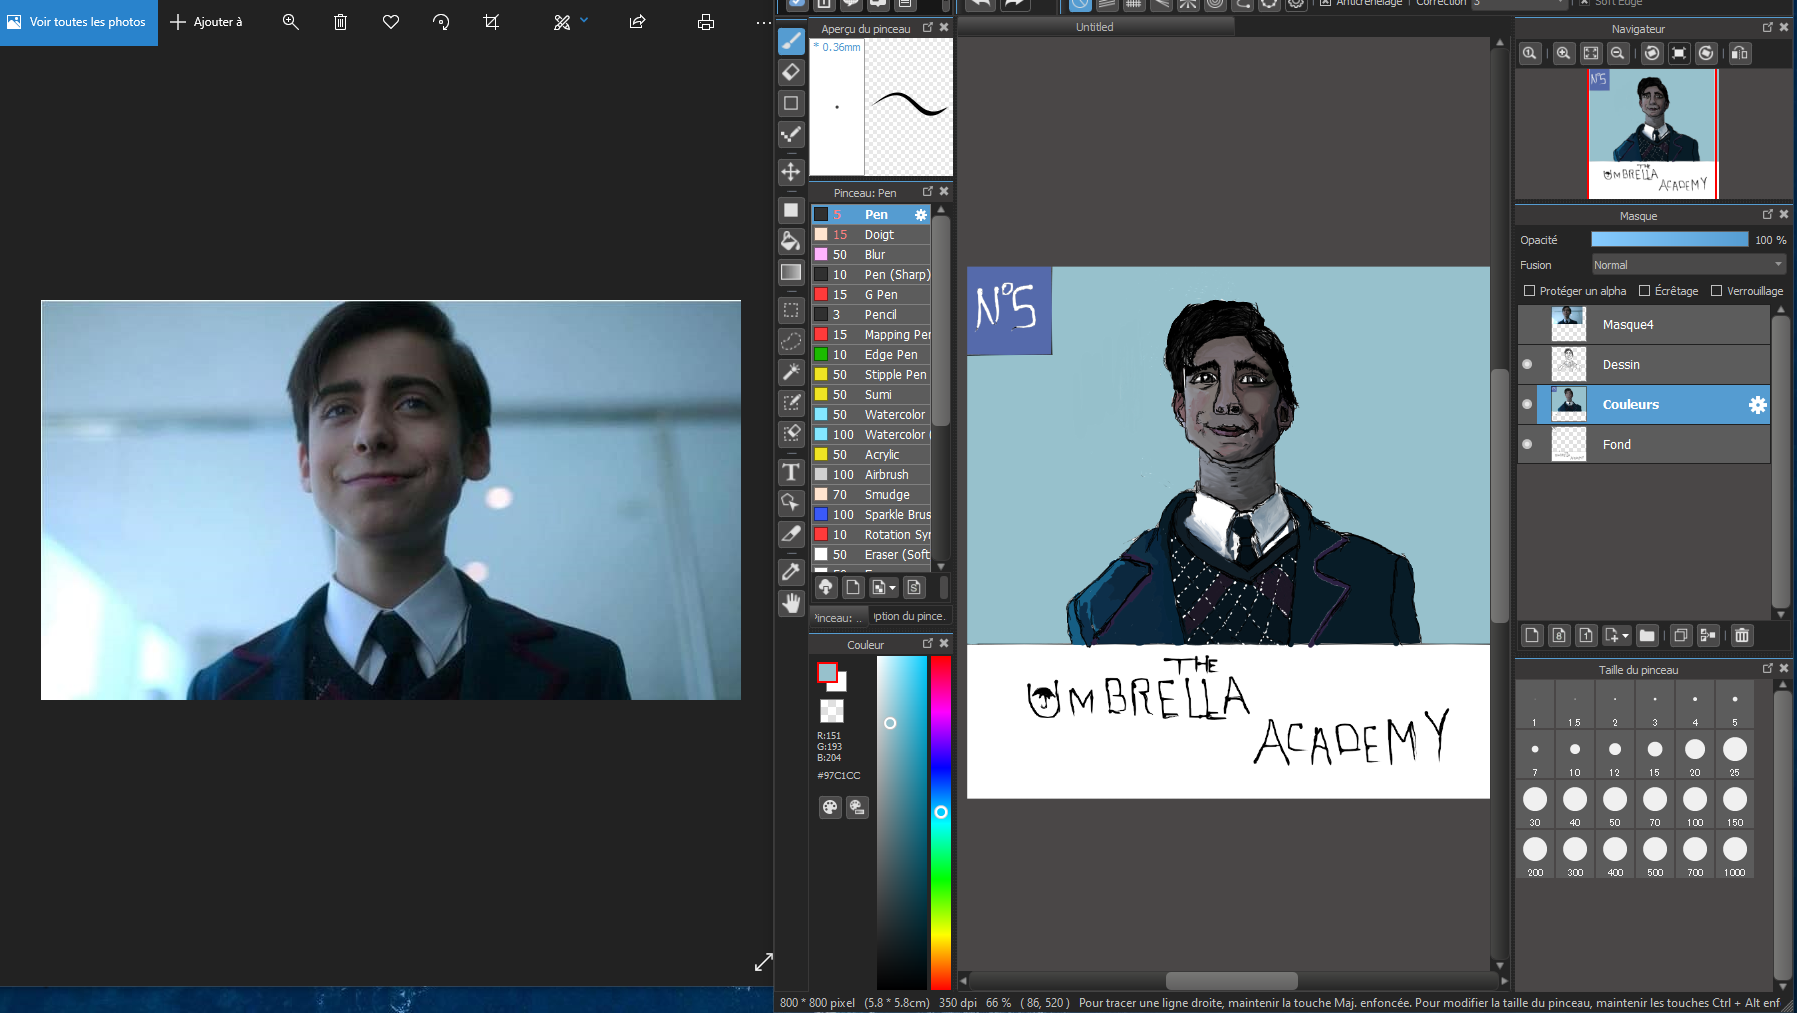 Voir toutes les photos
Ajouter à
Anticrénelage
Correction
3
Soft Edge
Aperçu du pinceau
Untitled
Navigateur
* 0.36mm
Pinceau: Pen
5 Pen
15 Doigt
50 Blur
10 Pen (Sharp)
15 G Pen
3 Pencil
15 Mapping Pen
10 Edge Pen
50 Stipple Pen
50 Sumi
50 Watercolor
100 Watercolor (
50 Acrylic
100 Airbrush
70 Smudge
100 Sparkle Brus
10 Rotation Syr
50 Eraser (Soft
Pinceau: ..
ption du pince.
Couleur
R:151
G:193
B:204
#97C1CC
N°5
THE
UMBRELLA
ACADEMY
Masque
Opacité
100 %
Fusion
Normal
Protéger un alpha
Écrêtage
Verrouillage
Masque4
Dessin
Couleurs
Fond
Taille du pinceau
1 1.5 2 3 4 5
7 10 12 15 20 25
30 40 50 70 100 150
200 300 400 500 700 1000
800 * 800 pixel (5.8 * 5.8cm) 350 dpi 66 % ( 86, 520 ) Pour tracer une ligne droite, maintenir la touche Maj. enfoncée. Pour modifier la taille du pinceau, maintenir les touches Ctrl + Alt enf